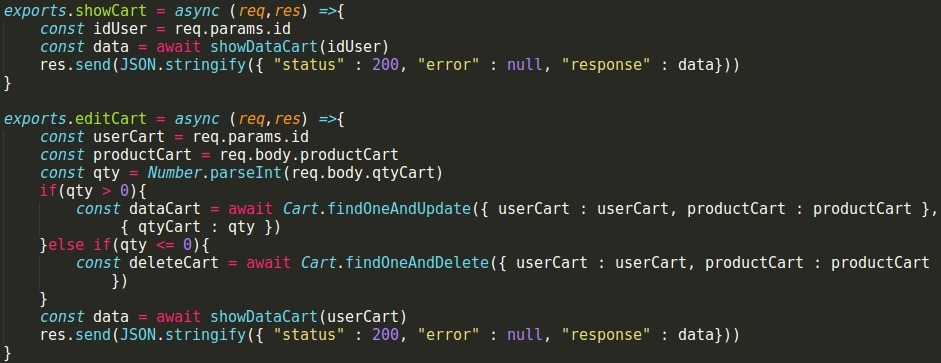 exports.showCart = async (req,res) =>{
    const idUser = req.params.id
    const data = await showDataCart(idUser)
    res.send(JSON.stringify({ "status" : 200, "error" : null, "response" : data}))
}

exports.editCart = async (req,res) =>{
    const userCart = req.params.id
    const productCart = req.body.productCart
    const qty = Number.parseInt(req.body.qtyCart)
    if(qty > 0){
        const dataCart = await Cart.findOneAndUpdate({ userCart : userCart, productCart : productCart },
             { qtyCart : qty })
    }else if(qty <= 0){
        const deleteCart = await Cart.findOneAndDelete({ userCart : userCart, productCart : productCart
            })
    }
    const data = await showDataCart(userCart)
    res.send(JSON.stringify({ "status" : 200, "error" : null, "response" : data}))
}